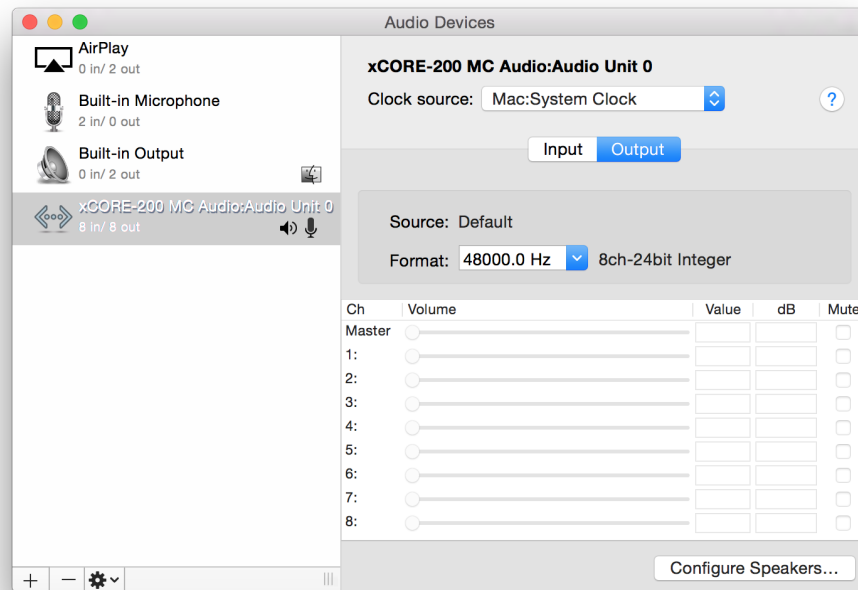 Audio Devices
AirPlay
0 in/ 2 out
Built-in Microphone
2 in/ 0 out
Built-in Output
0 in/ 2 out
xCORE-200 MC Audio:Audio Unit 0
8 in/ 8 out
xCORE-200 MC Audio:Audio Unit 0
Clock source: Mac:System Clock ?
Input Output
Source: Default
Format: 48000.0 Hz 8ch-24bit Integer
Ch Volume Value dB Mute
Master
1:
2:
3:
4:
5:
6:
7:
8:
Configure Speakers…